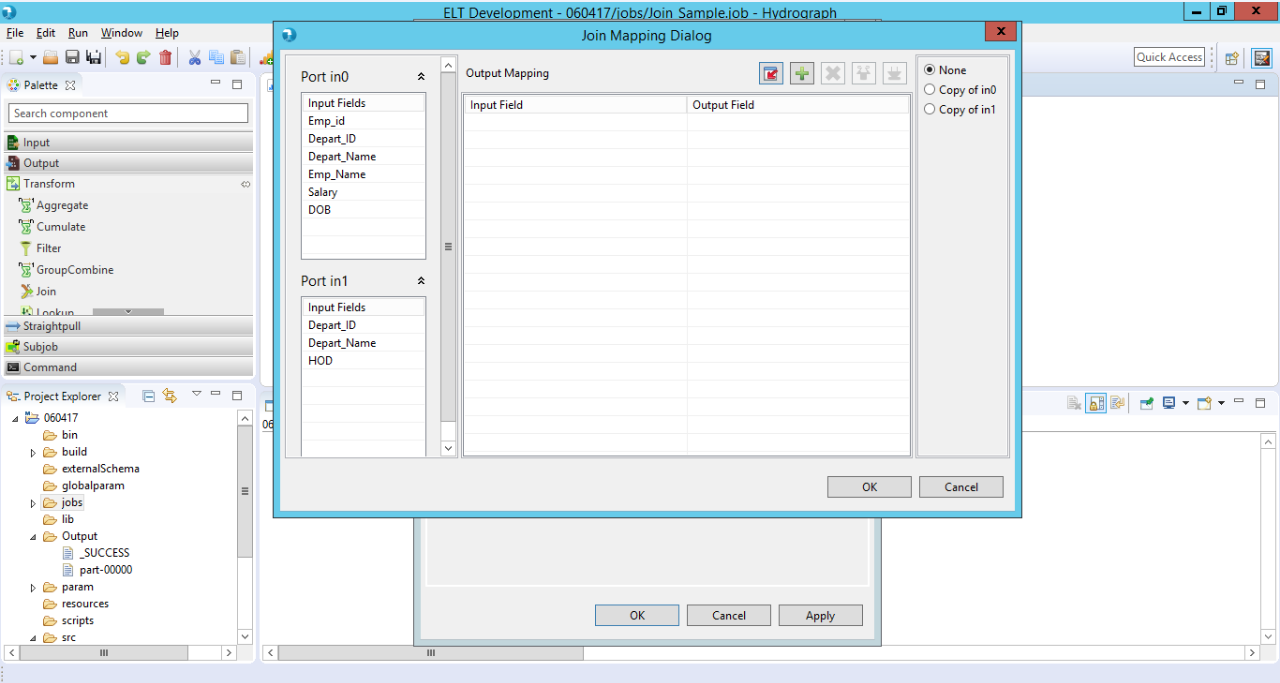 ELT Development - 060417/jobs/Join_Sample.job - Hydrograph
File Edit Run Window Help
Quick Access
Palette
Search component
Input
Output
Transform
Aggregate
Cumulate
Filter
GroupCombine
Join
Lookup
Straightpull
Subjob
Command
Project Explorer
060417
bin
build
externalSchema
globalparam
jobs
lib
Output
_SUCCESS
part-00000
param
resources
scripts
src
06
Join Mapping Dialog
Port in0
Input Fields
Emp_id
Depart_ID
Depart_Name
Emp_Name
Salary
DOB
Port in1
Input Fields
Depart_ID
Depart_Name
HOD
Output Mapping
Input Field Output Field
None
Copy of in0
Copy of in1
OK Cancel
OK Cancel Apply